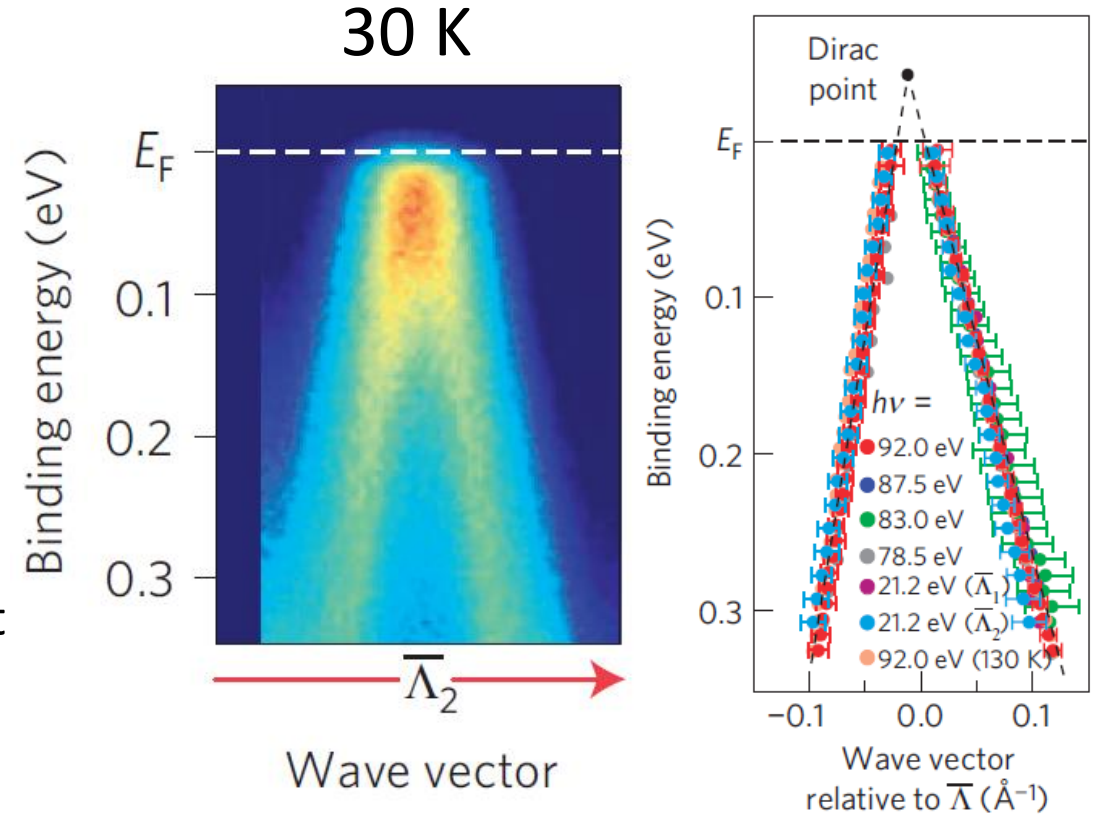 30 K
E_F
0.1
0.2
0.3
Binding energy (eV)
t
Λ̅₂
Wave vector
Dirac
point
E_F
0.1
0.2
0.3
Binding energy (eV)
hν =
92.0 eV
87.5 eV
83.0 eV
78.5 eV
21.2 eV (Λ̅₁)
21.2 eV (Λ̅₂)
92.0 eV (130 K)
−0.1 0.0 0.1
Wave vector
relative to Λ̅ (Å⁻¹)